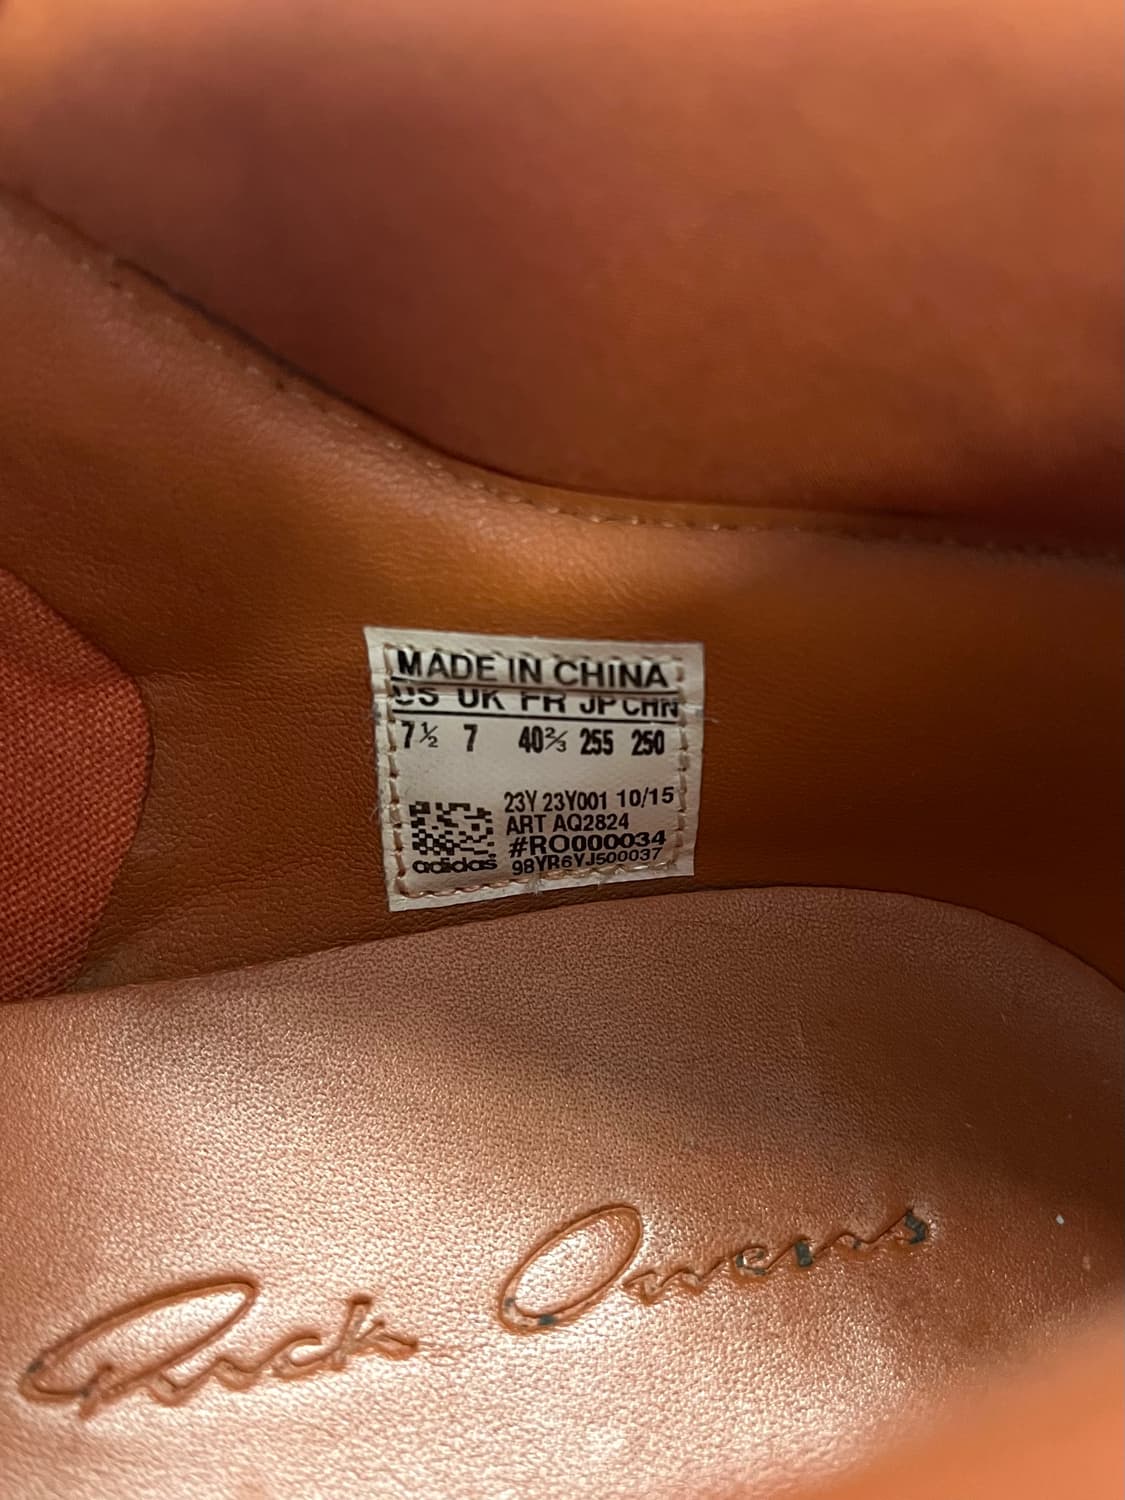 MADE IN CHINA
US UK FR JP CHN
7½ 7 40⅔ 255 250
23Y 23Y001 10/15
ART AQ2824
#RO000034
adidas 98YR6YJ500037
Rick Owens